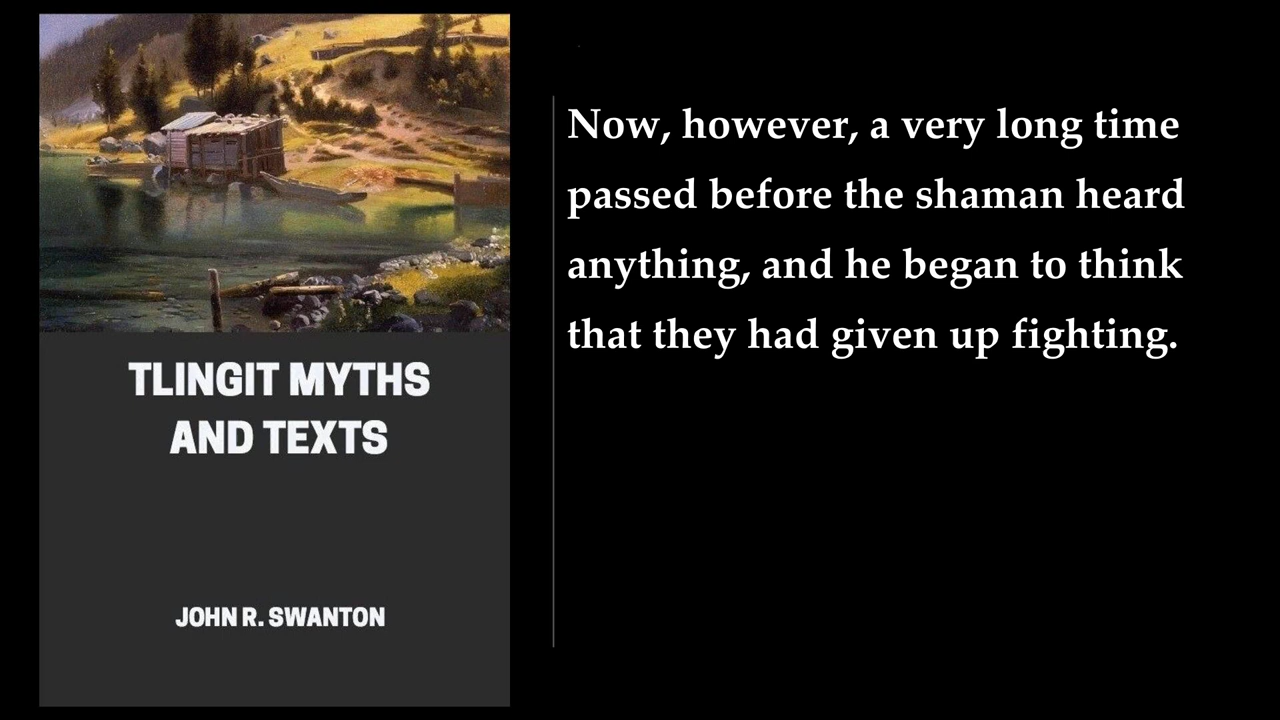 TLINGIT MYTHS
AND TEXTS
JOHN R. SWANTON
Now, however, a very long time
passed before the shaman heard
anything, and he began to think
that they had given up fighting.